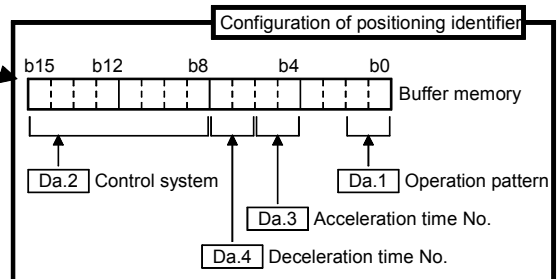 Configuration of positioning identifier
b15 b12 b8 b4 b0
Buffer memory
Da.2 Control system
Da.1 Operation pattern
Da.3 Acceleration time No.
Da.4 Deceleration time No.